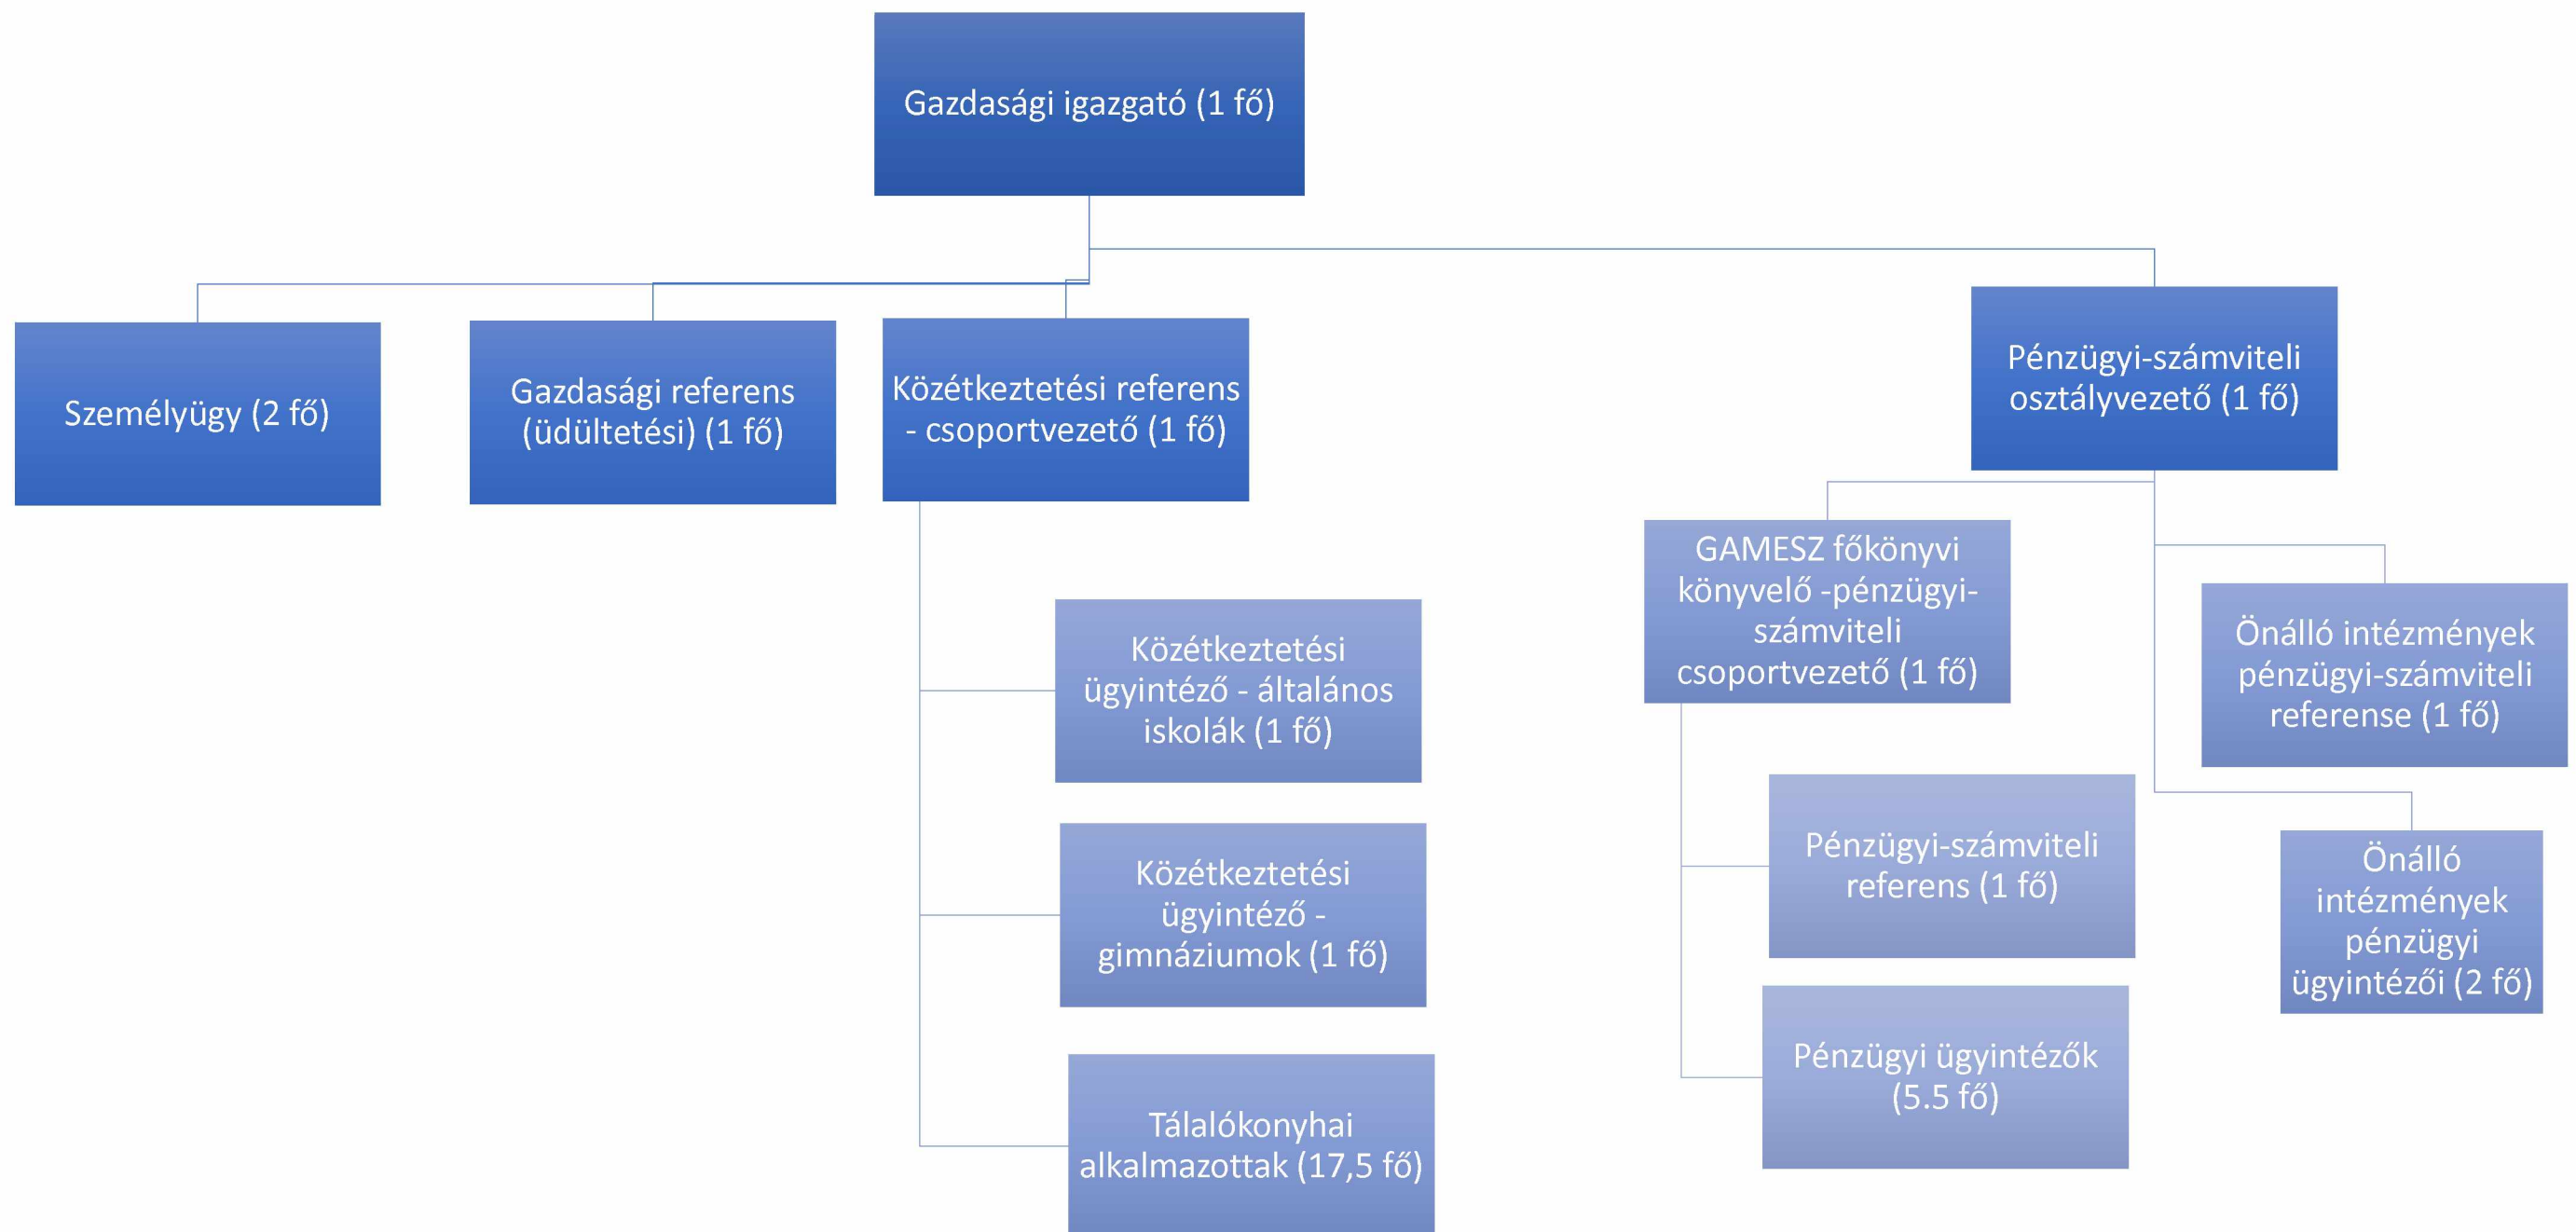 Gazdasági igazgató (1 fő)
Személyügy (2 fő)
Gazdasági referens
(üdültetési) (1 fő)
Közétkeztetési referens
- csoportvezető (1 fő)
Pénzügyi-számviteli
osztályvezető (1 fő)
Közétkeztetési
ügyintéző - általános
iskolák (1 fő)
Közétkeztetési
ügyintéző -
gimnáziumok (1 fő)
Tálalókonyhai
alkalmazottak (17,5 fő)
GAMESZ főkönyvi
könyvelő -pénzügyi-
számviteli
csoportvezető (1 fő)
Pénzügyi-számviteli
referens (1 fő)
Pénzügyi ügyintézők
(5.5 fő)
Önálló intézmények
pénzügyi-számviteli
referense (1 fő)
Önálló
intézmények
pénzügyi
ügyintézői (2 fő)